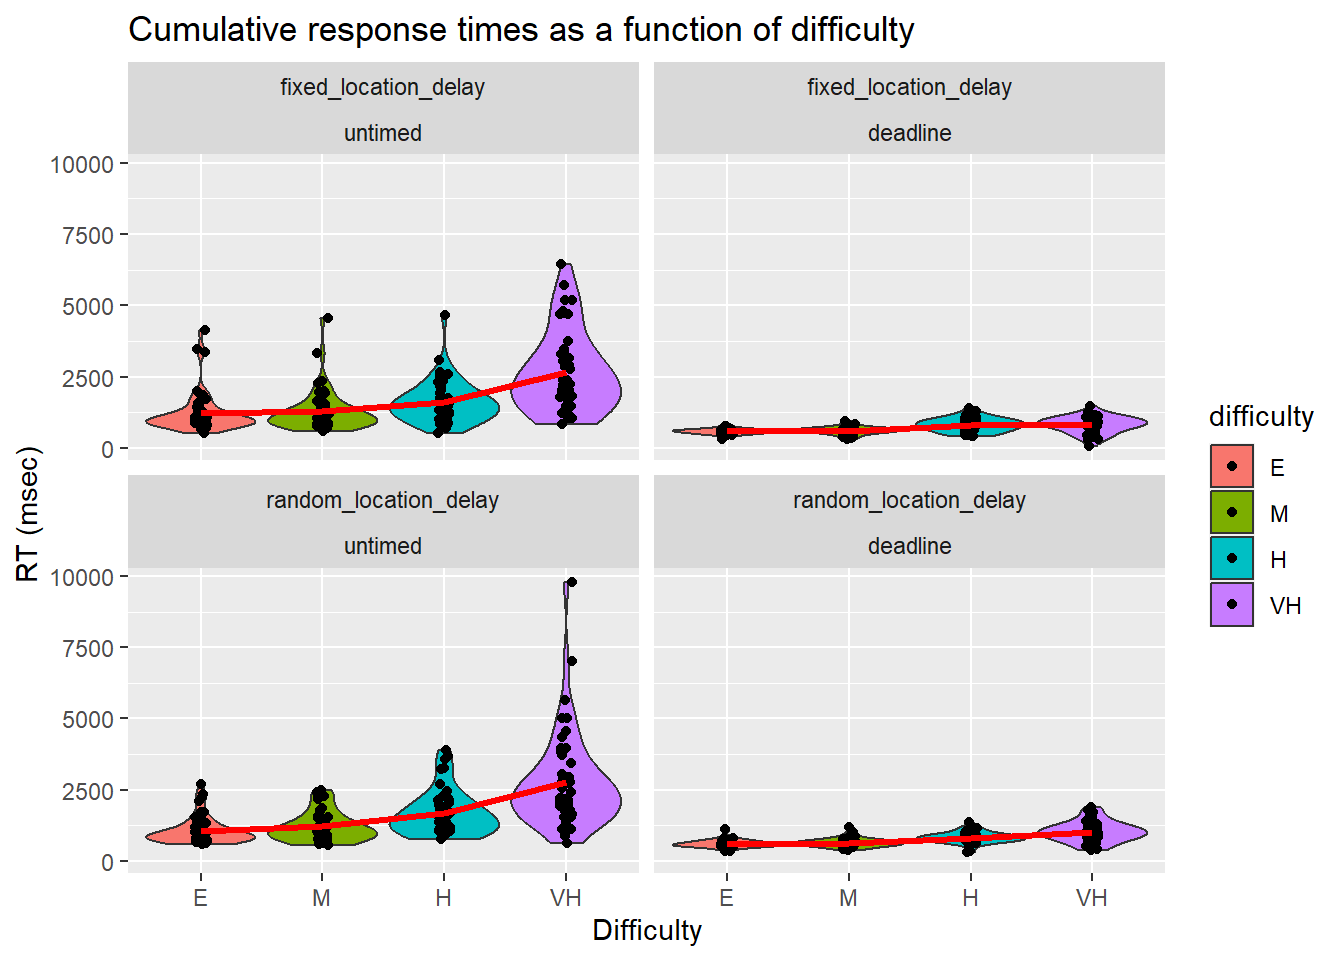 Cumulative response times as a function of difficulty
fixed_location_delay
untimed
fixed_location_delay
deadline
10000
7500
5000
2500
0
random_location_delay
untimed
random_location_delay
deadline
10000
7500
5000
2500
0
E
M
H
VH
E
M
H
VH
Difficulty
RT (msec)
difficulty
E
M
H
VH